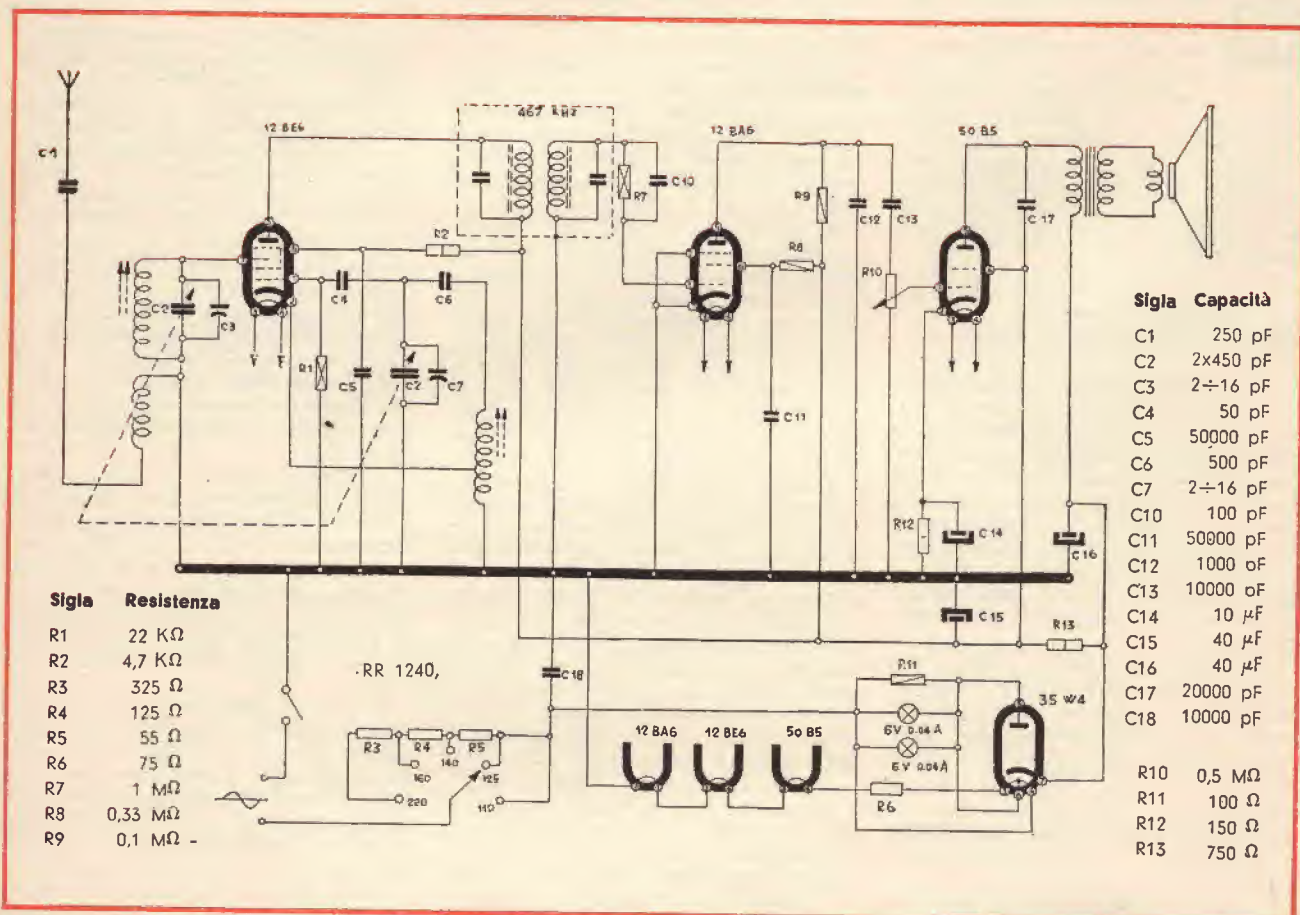 467 KHz
12 BE6
12 BA6
50 B5
C1
C2
C3
R1
C4
R2
C5
C2
C6
C7
R7
C10
C11
R8
R9
C12
C13
R10
R12
C14
C15
C16
C17
R13
C18
RR 1240,
R3
R4
R5
160
140
125
220
110
12 BA6
12 BE6
50 B5
R6
R11
6V 0.04A
6V 0.04A
35 W4
Sigla Resistenza
R1 22 KΩ
R2 4,7 KΩ
R3 325 Ω
R4 125 Ω
R5 55 Ω
R6 75 Ω
R7 1 MΩ
R8 0,33 MΩ
R9 0,1 MΩ -
Sigla Capacità
C1 250 pF
C2 2x450 pF
C3 2÷16 pF
C4 50 pF
C5 50000 pF
C6 500 pF
C7 2÷16 pF
C10 100 pF
C11 50000 pF
C12 1000 pF
C13 10000 pF
C14 10 µF
C15 40 µF
C16 40 µF
C17 20000 pF
C18 10000 pF
R10 0,5 MΩ
R11 100 Ω
R12 150 Ω
R13 750 Ω